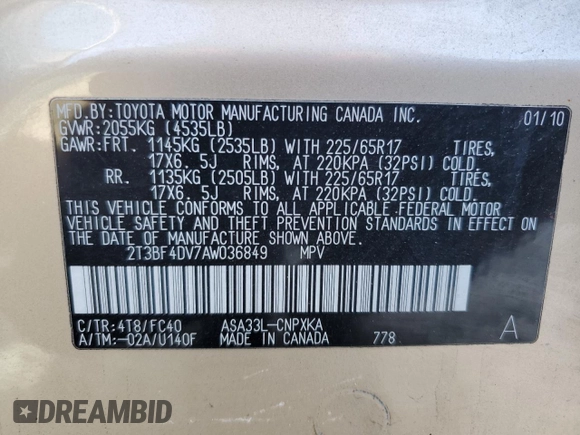 MFD.BY:TOYOTA MOTOR MANUFACTURING CANADA INC. 01/10
GVWR:2055KG (4535LB)
GAWR:FRT. 1145KG (2535LB) WITH 225/65R17 TIRES,
17X6.5J RIMS, AT 220KPA (32PSI) COLD.
RR. 1135KG (2505LB) WITH 225/65R17 TIRES,
17X6.5J RIMS, AT 220KPA (32PSI) COLD.
THIS VEHICLE CONFORMS TO ALL APPLICABLE FEDERAL MOTOR
VEHICLE SAFETY AND THEFT PREVENTION STANDARDS IN EFFECT
ON THE DATE OF MANUFACTURE SHOWN ABOVE.
2T3BF4DV7AW036849 MPV
C/TR:4T8/FC40 ASA33L-CNPXKA
A/TM:-02A/U140F MADE IN CANADA 778 A
DREAMBID